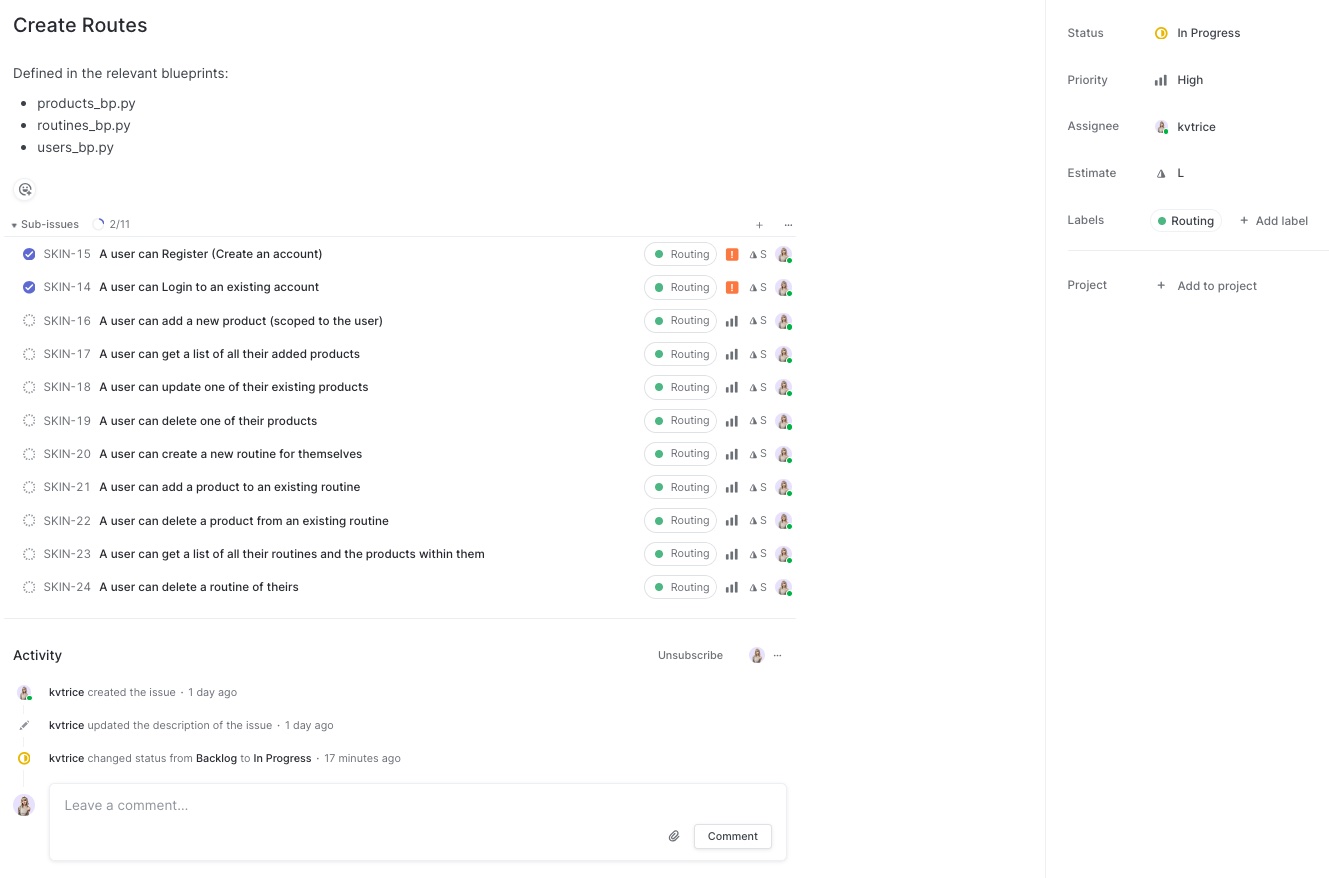 Create Routes
Defined in the relevant blueprints:
products_bp.py
routines_bp.py
users_bp.py
Sub-issues 2/11
SKIN-15 A user can Register (Create an account) Routing ! S
SKIN-14 A user can Login to an existing account Routing ! S
SKIN-16 A user can add a new product (scoped to the user) Routing S
SKIN-17 A user can get a list of all their added products Routing S
SKIN-18 A user can update one of their existing products Routing S
SKIN-19 A user can delete one of their products Routing S
SKIN-20 A user can create a new routine for themselves Routing S
SKIN-21 A user can add a product to an existing routine Routing S
SKIN-22 A user can delete a product from an existing routine Routing S
SKIN-23 A user can get a list of all their routines and the products within them Routing S
SKIN-24 A user can delete a routine of theirs Routing S
Activity Unsubscribe
kvtrice created the issue · 1 day ago
kvtrice updated the description of the issue · 1 day ago
kvtrice changed status from Backlog to In Progress · 17 minutes ago
Leave a comment...
Comment
Status In Progress
Priority High
Assignee kvtrice
Estimate L
Labels Routing + Add label
Project + Add to project